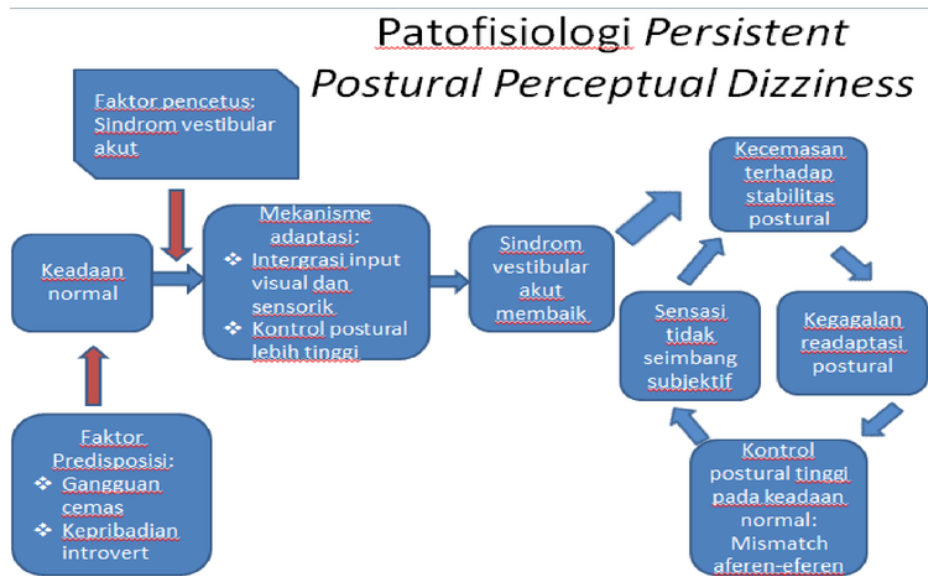 Patofisiologi Persistent
Postural Perceptual Dizziness
Faktor pencetus:
Sindrom vestibular
akut
Keadaan
normal
Faktor
Predisposisi:
❖ Gangguan
cemas
❖ Kepribadian
introvert
Mekanisme
adaptasi:
❖ Intergrasi input
visual dan
sensorik
❖ Kontrol postural
lebih tinggi
Sindrom
vestibular
akut
membaik
Kecemasan
terhadap
stabilitas
postural
Kegagalan
readaptasi
postural
Kontrol
postural tinggi
pada keadaan
normal:
Mismatch
aferen-eferen
Sensasi
tidak
seimbang
subjektif